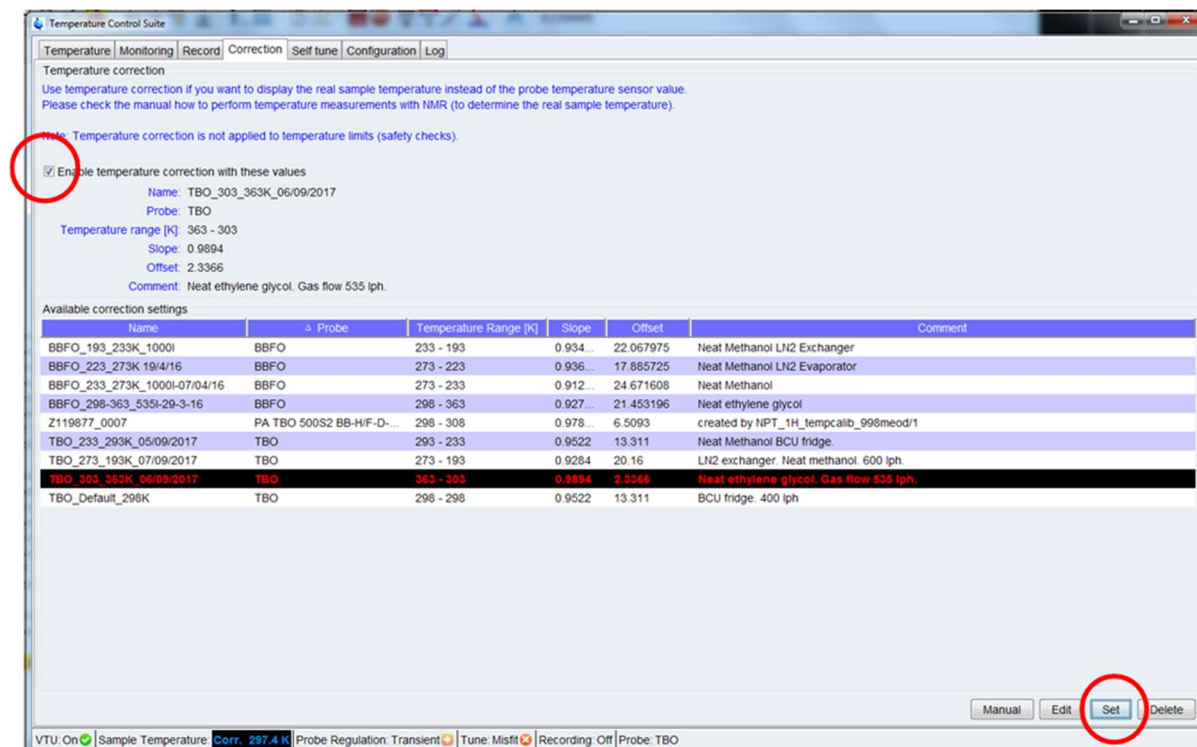 Temperature Control Suite
Temperature Monitoring Record Correction Self tune Configuration Log
Temperature correction
Use temperature correction if you want to display the real sample temperature instead of the probe temperature sensor value.
Please check the manual how to perform temperature measurements with NMR (to determine the real sample temperature).
Note: Temperature correction is not applied to temperature limits (safety checks).
Enable temperature correction with these values
Name: TBO_303_363K_06/09/2017
Probe: TBO
Temperature range [K]: 363 - 303
Slope: 0.9894
Offset: 2.3366
Comment: Neat ethylene glycol. Gas flow 535 lph.
Available correction settings
Name Probe Temperature Range [K] Slope Offset Comment
BBFO_193_233K_1000l BBFO 233 - 193 0.934... 22.067975 Neat Methanol LN2 Exchanger
BBFO_223_273K 19/4/16 BBFO 273 - 223 0.936... 17.885725 Neat Methanol LN2 Evaporator
BBFO_233_273K_1000l-07/04/16 BBFO 273 - 233 0.912... 24.671608 Neat Methanol
BBFO_298-363_535l-29-3-16 BBFO 298 - 363 0.927... 21.453196 Neat ethylene glycol
Z119877_0007 PA TBO 500S2 BB-H/F-D-... 298 - 308 0.978... 6.5093 created by NPT_1H_tempcalib_998meod/1
TBO_233_293K_05/09/2017 TBO 293 - 233 0.9522 13.311 Neat Methanol BCU fridge.
TBO_273_193K_07/09/2017 TBO 273 - 193 0.9284 20.16 LN2 exchanger. Neat methanol. 600 lph.
TBO_303_363K_06/09/2017 TBO 363 - 303 0.9894 2.3366 Neat ethylene glycol. Gas flow 535 lph.
TBO_Default_298K TBO 298 - 298 0.9522 13.311 BCU fridge. 400 lph
Manual Edit Set Delete
VTU: On Sample Temperature: Corr. 297.4 K Probe Regulation: Transient Tune: Misfit Recording: Off Probe: TBO